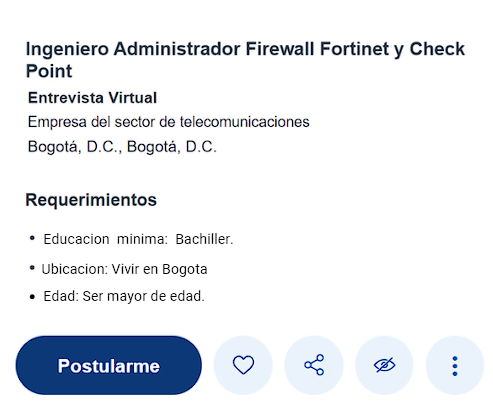 Ingeniero Administrador Firewall Fortinet y Check
Point
Entrevista Virtual
Empresa del sector de telecomunicaciones
Bogotá, D.C., Bogotá, D.C.
Requerimientos
• Educacion minima: Bachiller.
• Ubicacion: Vivir en Bogota
• Edad: Ser mayor de edad.
Postularme